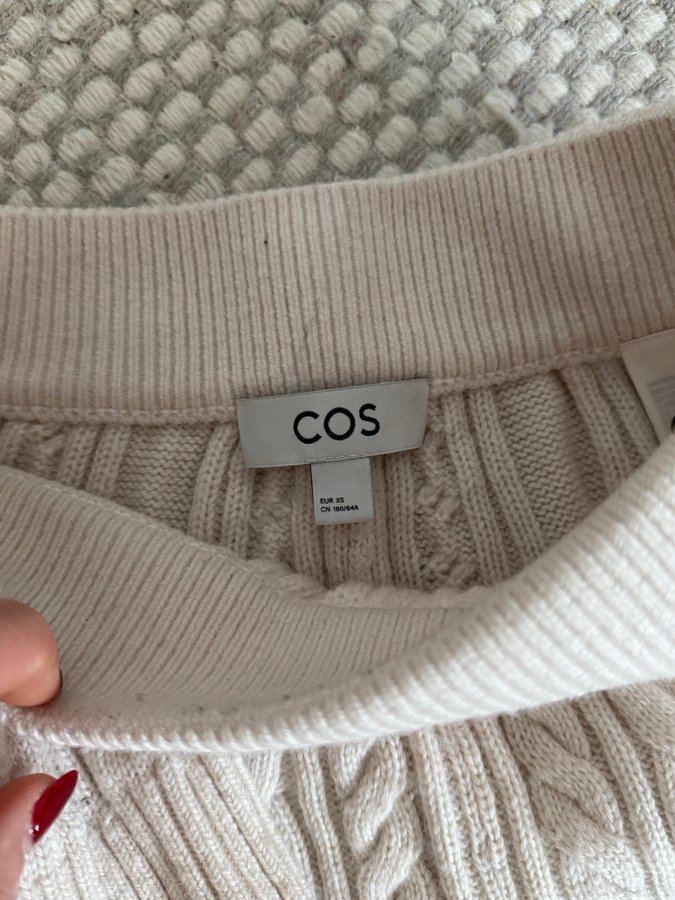 COS
EUR XS
CN 160/64A